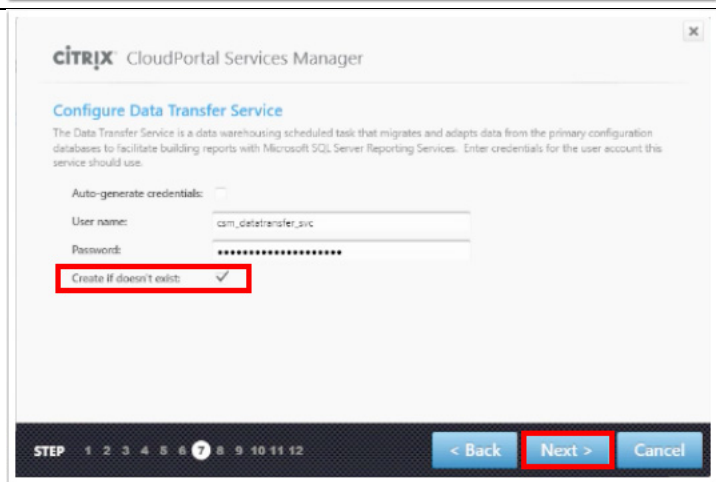 CITRIX CloudPortal Services Manager
Configure Data Transfer Service
The Data Transfer Service is a data warehousing scheduled task that migrates and adapts data from the primary configuration
databases to facilitate building reports with Microsoft SQL Server Reporting Services. Enter credentials for the user account this
service should use.
Auto-generate credentials:
User name: csm_datatransfer_svc
Password: ••••••••••••••••••••
Create if doesn't exist: ✓
STEP 1 2 3 4 5 6 7 8 9 10 11 12 < Back Next > Cancel